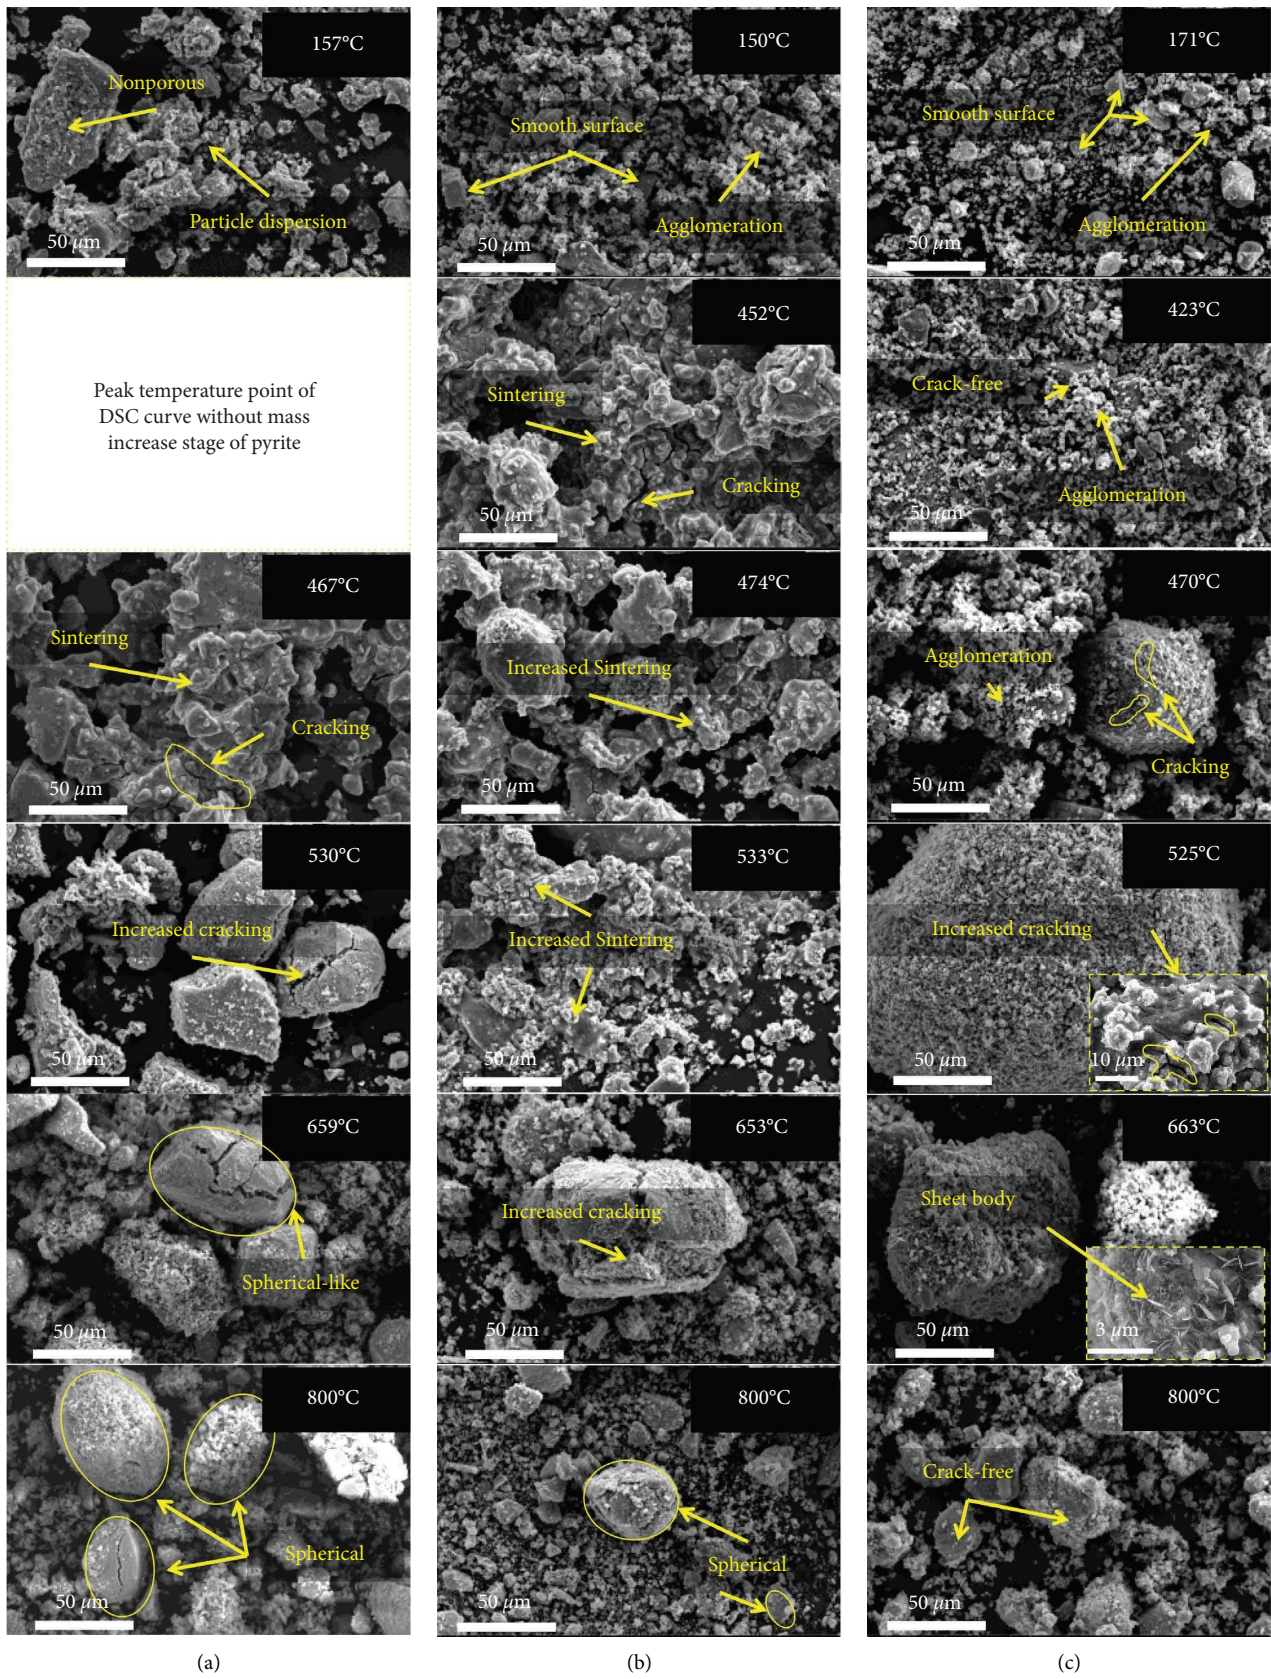 157°C
Nonporous
Particle dispersion
50 μm
150°C
Smooth surface
Agglomeration
50 μm
171°C
Smooth surface
Agglomeration
50 μm
Peak temperature point of
DSC curve without mass
increase stage of pyrite
452°C
Sintering
Cracking
50 μm
423°C
Crack-free
Agglomeration
50 μm
467°C
Sintering
Cracking
50 μm
474°C
Increased Sintering
50 μm
470°C
Agglomeration
Cracking
50 μm
530°C
Increased cracking
50 μm
533°C
Increased Sintering
50 μm
525°C
Increased cracking
50 μm
10 μm
659°C
Spherical-like
50 μm
653°C
Increased cracking
50 μm
663°C
Sheet body
50 μm
3 μm
800°C
Spherical
50 μm
800°C
Spherical
50 μm
800°C
Crack-free
50 μm
(a)
(b)
(c)